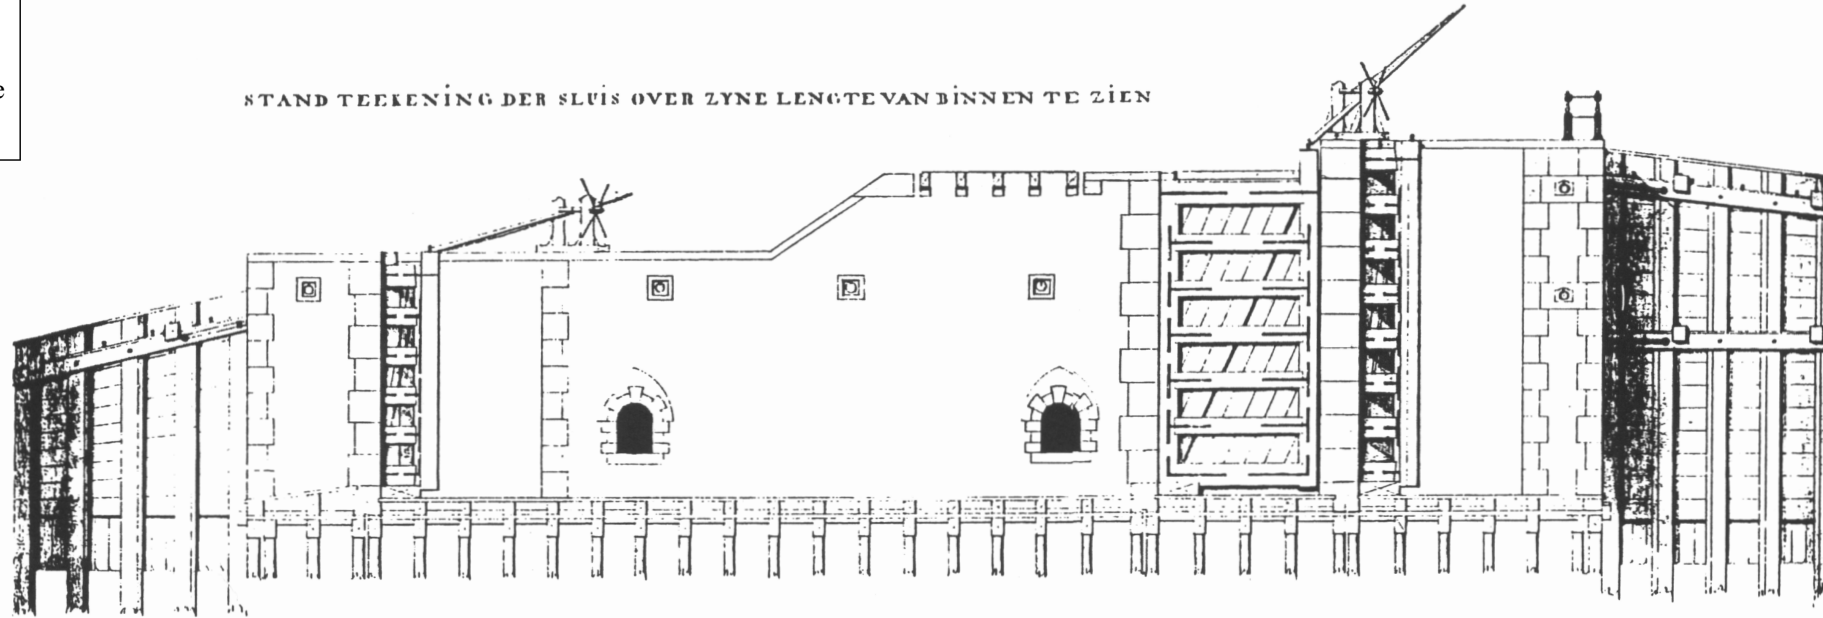 e
STAND TEEKENING DER SLUIS OVER ZYNE LENGTE VAN BINNEN TE ZIEN